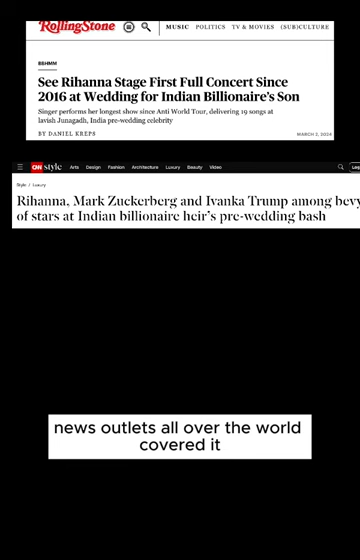 RollingStone
MUSIC POLITICS TV & MOVIES (SUB)CULTURE
BBHMM
See Rihanna Stage First Full Concert Since
2016 at Wedding for Indian Billionaire's Son
Singer performs her longest show since Anti World Tour, delivering 19 songs at
lavish Junagadh, India pre-wedding celebrity
BY DANIEL KREPS MARCH 2, 2024
CNN style Arts Design Fashion Architecture Luxury Beauty Video
Style / Luxury
Rihanna, Mark Zuckerberg and Ivanka Trump among bevy
of stars at Indian billionaire heir's pre-wedding bash
news outlets all over the world
covered it